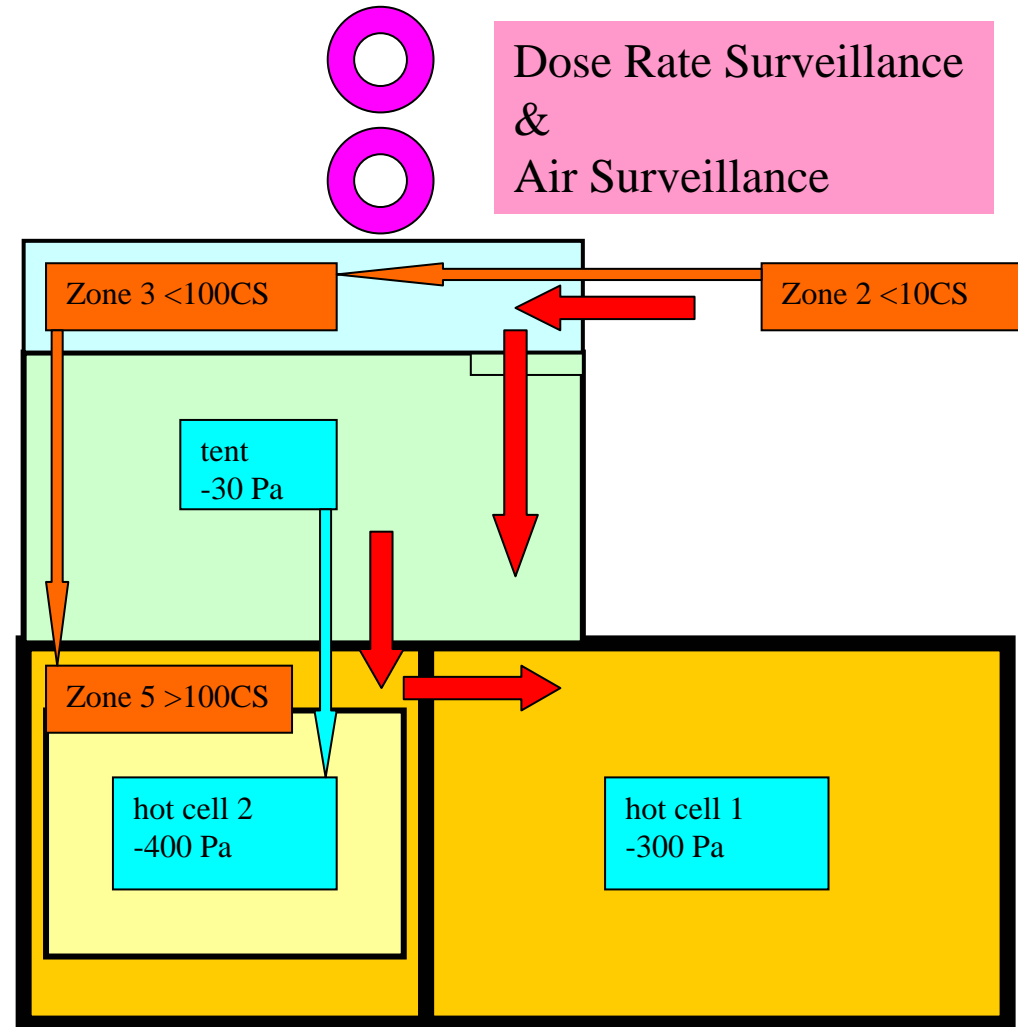 Dose Rate Surveillance
&
Air Surveillance
Zone 3 <100CS
Zone 2 <10CS
tent
-30 Pa
Zone 5 >100CS
hot cell 2
-400 Pa
hot cell 1
-300 Pa